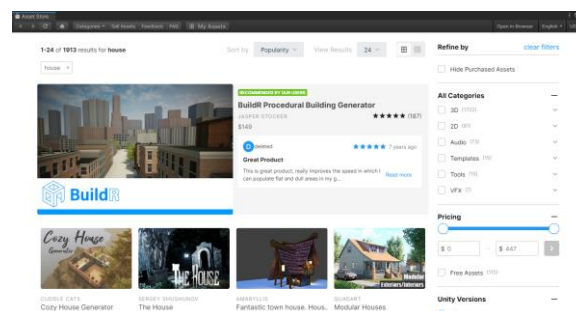 Asset Store
Categories Sell Assets Feedback FAQ My Assets
Open in Browser English
1-24 of 1913 results for house
Sort by Popularity View Results 24
house
RECOMMENDED BY OUR USERS
BuildR Procedural Building Generator
JASPER STOCKER
(187)
$149
D deleted
7 years ago
Great Product
This is great product, really improves the speed in which I
can populate flat and dull areas in my g...
Read more
BuildR
Cozy House
Generator
THE HOUSE
Modular
Exteriors/Interiors
CUDDLE CATS
Cozy House Generator
SERGEY SHUSHUNOV
The House
AMARYLLIS
Fantastic town house. Hous..
QUADART
Modular Houses
Refine by
clear filters
Hide Purchased Assets
All Categories
3D
2D
Audio
Templates
Tools
VFX
Pricing
$ 0 - $ 447
Free Assets
Unity Versions